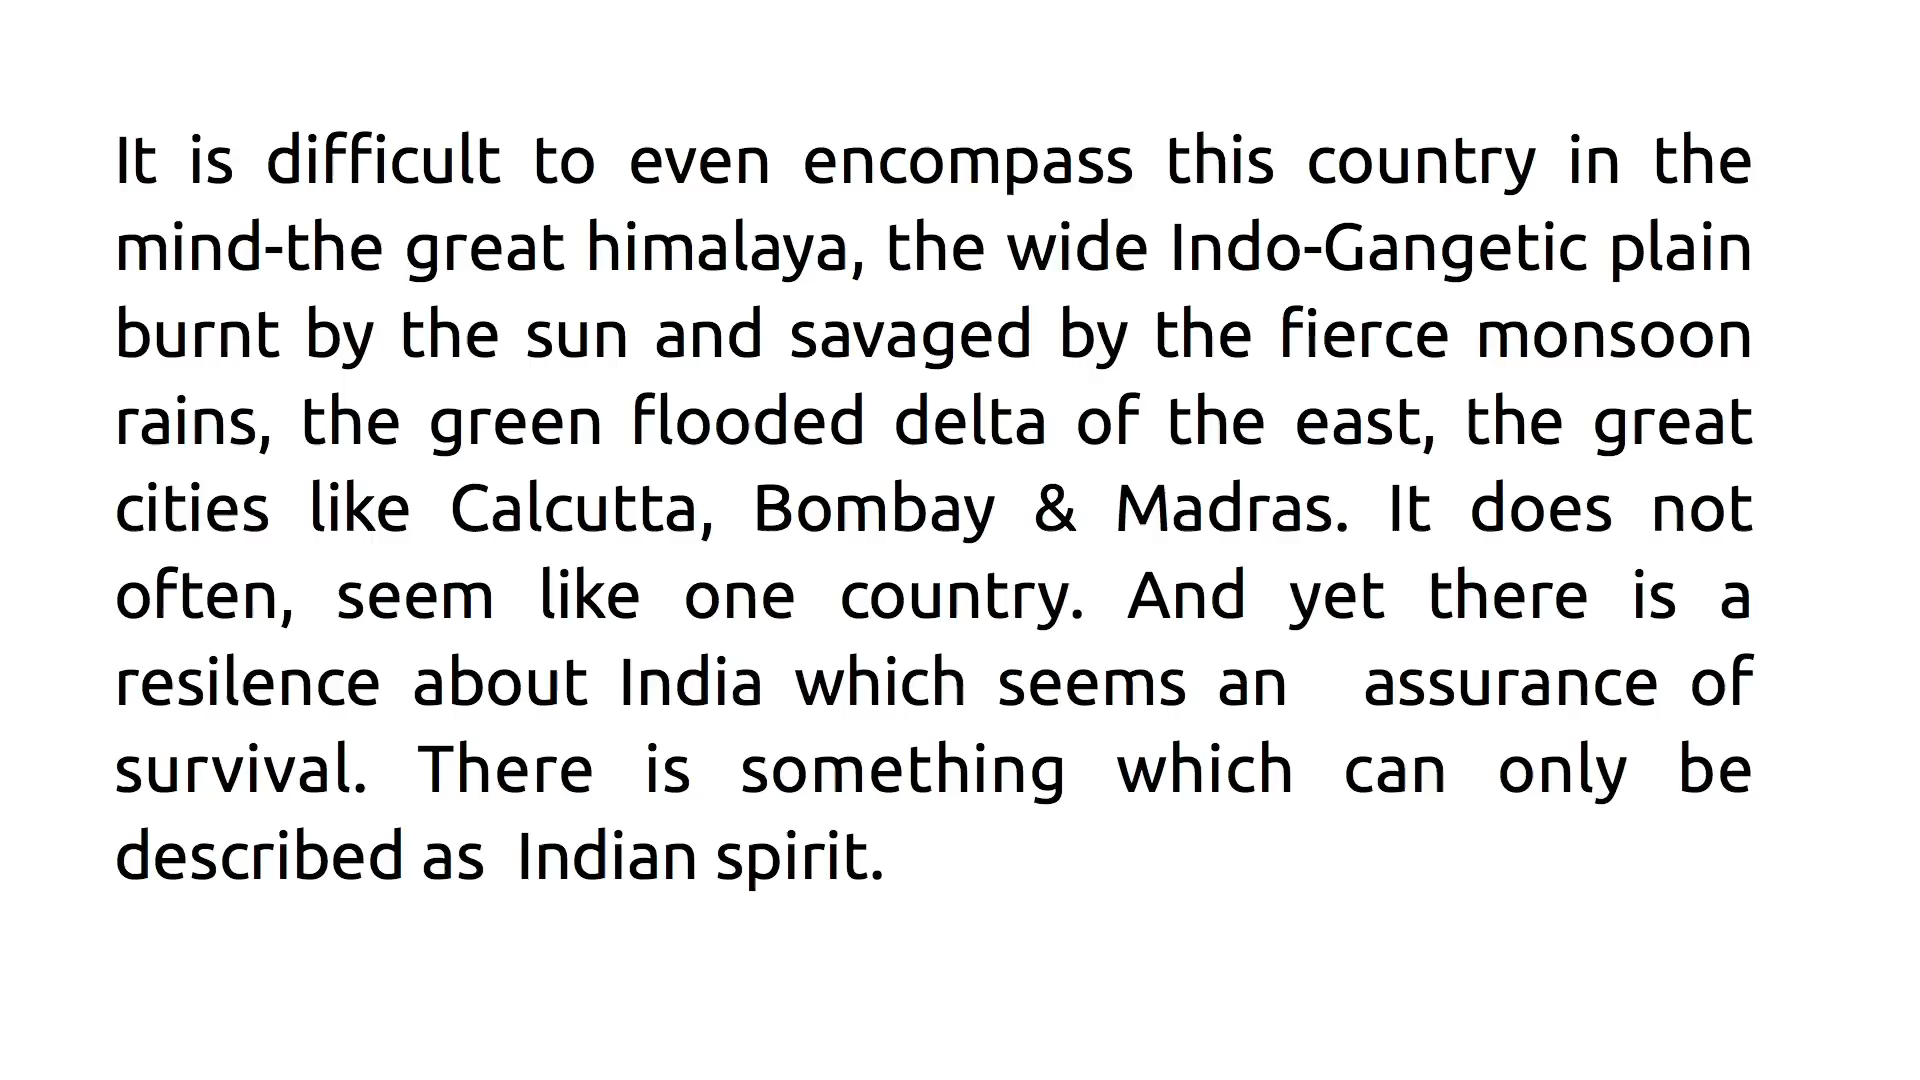 It is difficult to even encompass this country in the
mind-the great himalaya, the wide Indo-Gangetic plain
burnt by the sun and savaged by the fierce monsoon
rains, the green flooded delta of the east, the great
cities like Calcutta, Bombay & Madras. It does not
often, seem like one country. And yet there is a
resilence about India which seems an assurance of
survival. There is something which can only be
described as Indian spirit.